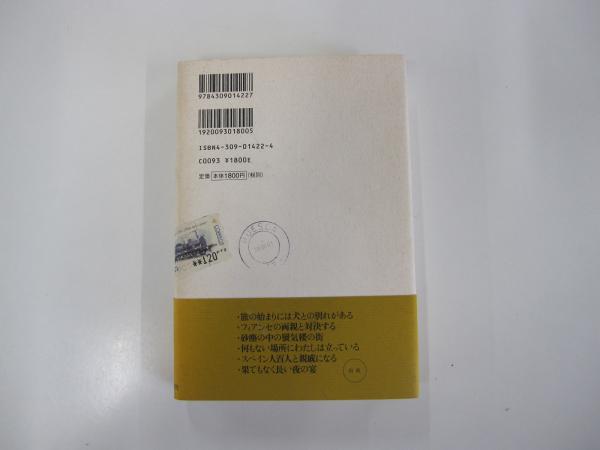 9784309014227
1920093018005
ISBN4-309-01422-4
C0093 ¥1800E
定価 本体1800円 (税別)
HUESCA
**120***
・旅の始まりには犬との別れがある
・フィアンセの両親と対決する
・砂塵の中の蜃気楼の街
・何もない場所にわたしは立っている
・スペイン人百人と親戚になる
・果てもなく長い夜の宴